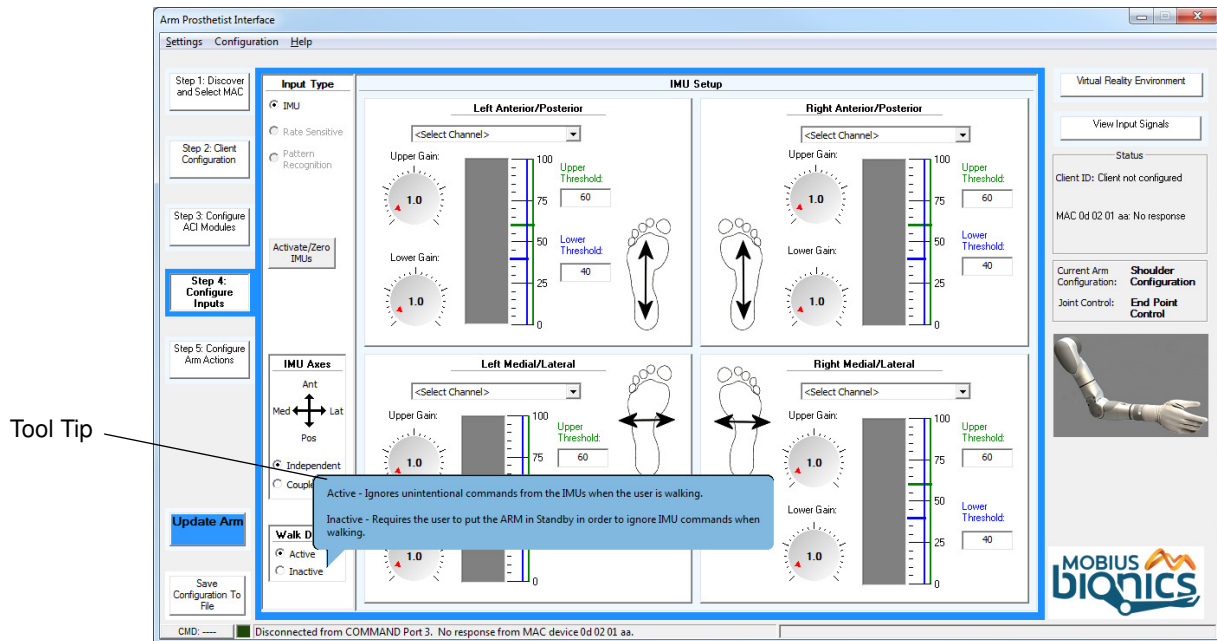 Arm Prosthetist Interface
Settings Configuration Help
Step 1: Discover
and Select MAC
Step 2: Client
Configuration
Step 3: Configure
ACI Modules
Step 4:
Configure
Inputs
Step 5: Configure
Arm Actions
Tool Tip
Update Arm
Save
Configuration To
File
Input Type
IMU
Rate Sensitive
Pattern
Recognition
Activate/Zero
IMUs
IMU Axes
Ant
Med Lat
Pos
Independent
Walk D
Active
Inactive
IMU Setup
Left Anterior/Posterior
<Select Channel>
Upper Gain:
1.0
Lower Gain:
1.0
100
75
50
25
0
Upper
Threshold:
60
Lower
Threshold:
40
Right Anterior/Posterior
<Select Channel>
Upper Gain:
1.0
Lower Gain:
1.0
100
75
50
25
0
Upper
Threshold:
60
Lower
Threshold:
40
Left Medial/Lateral
<Select Channel>
Upper Gain:
1.0
1.0
100
75
0
Upper
Threshold:
60
Right Medial/Lateral
<Select Channel>
Upper Gain:
1.0
Lower Gain:
1.0
100
75
50
25
0
Upper
Threshold:
60
Lower
Threshold:
40
Active - Ignores unintentional commands from the IMUs when the user is walking.
Inactive - Requires the user to put the ARM in Standby in order to ignore IMU commands when
walking.
Virtual Reality Environment
View Input Signals
Status
Client ID: Client not configured
MAC 0d 02 01 aa: No response
Current Arm Shoulder
Configuration: Configuration
Joint Control: End Point
Control
MOBIUS
bionics
CMD: ---- Disconnected from COMMAND Port 3. No response from MAC device 0d 02 01 aa.